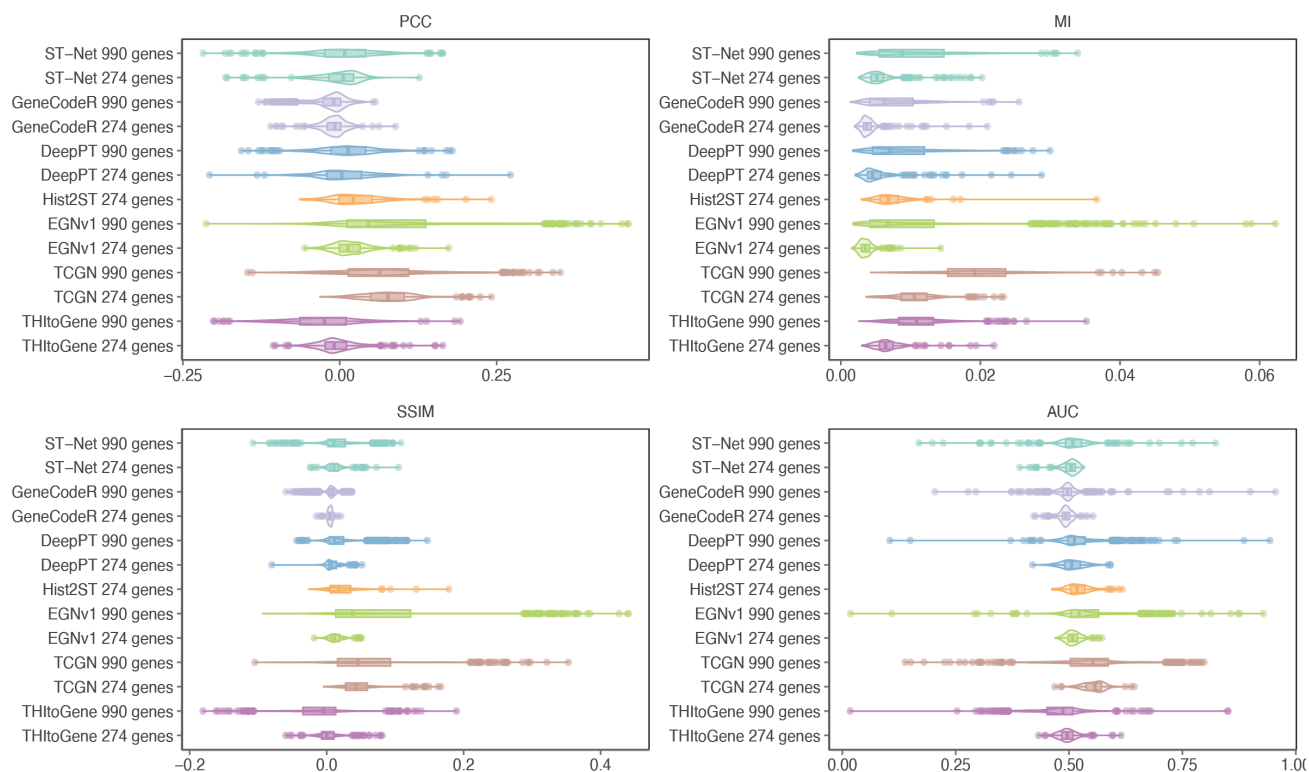 PCC
ST−Net 990 genes
ST−Net 274 genes
GeneCodeR 990 genes
GeneCodeR 274 genes
DeepPT 990 genes
DeepPT 274 genes
Hist2ST 274 genes
EGNv1 990 genes
EGNv1 274 genes
TCGN 990 genes
TCGN 274 genes
THItoGene 990 genes
THItoGene 274 genes
−0.25 0.00 0.25
MI
ST−Net 990 genes
ST−Net 274 genes
GeneCodeR 990 genes
GeneCodeR 274 genes
DeepPT 990 genes
DeepPT 274 genes
Hist2ST 274 genes
EGNv1 990 genes
EGNv1 274 genes
TCGN 990 genes
TCGN 274 genes
THItoGene 990 genes
THItoGene 274 genes
0.00 0.02 0.04 0.06
SSIM
ST−Net 990 genes
ST−Net 274 genes
GeneCodeR 990 genes
GeneCodeR 274 genes
DeepPT 990 genes
DeepPT 274 genes
Hist2ST 274 genes
EGNv1 990 genes
EGNv1 274 genes
TCGN 990 genes
TCGN 274 genes
THItoGene 990 genes
THItoGene 274 genes
−0.2 0.0 0.2 0.4
AUC
ST−Net 990 genes
ST−Net 274 genes
GeneCodeR 990 genes
GeneCodeR 274 genes
DeepPT 990 genes
DeepPT 274 genes
Hist2ST 274 genes
EGNv1 990 genes
EGNv1 274 genes
TCGN 990 genes
TCGN 274 genes
THItoGene 990 genes
THItoGene 274 genes
0.00 0.25 0.50 0.75 1.00